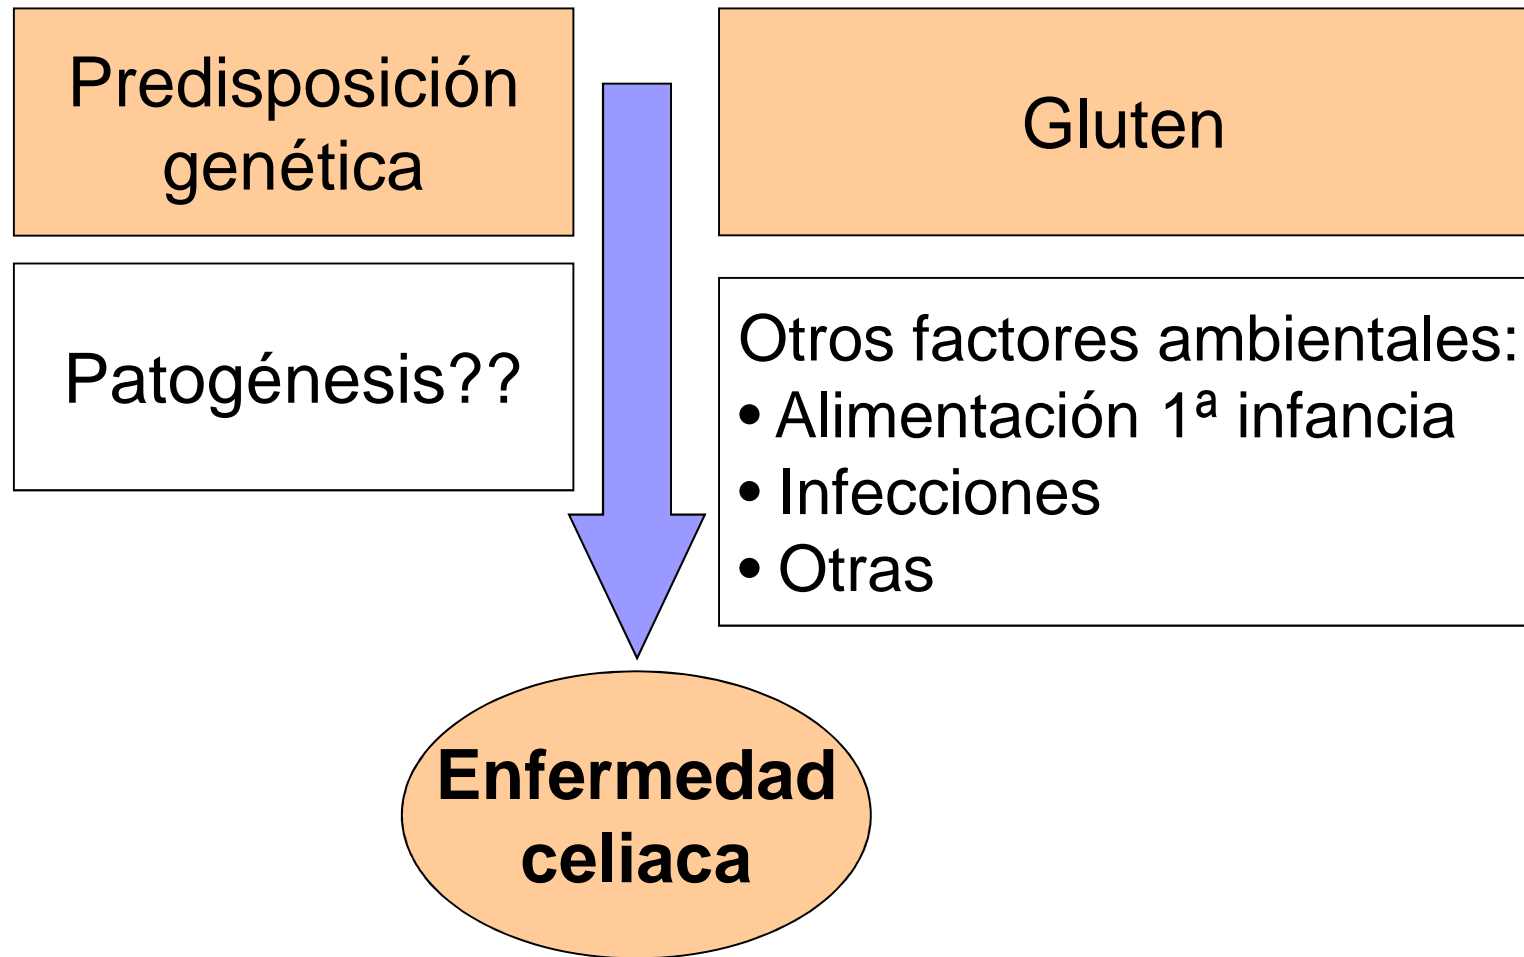 Predisposición
genética
Gluten
Patogénesis??
Otros factores ambientales:
• Alimentación 1ª infancia
• Infecciones
• Otras
Enfermedad
celiaca